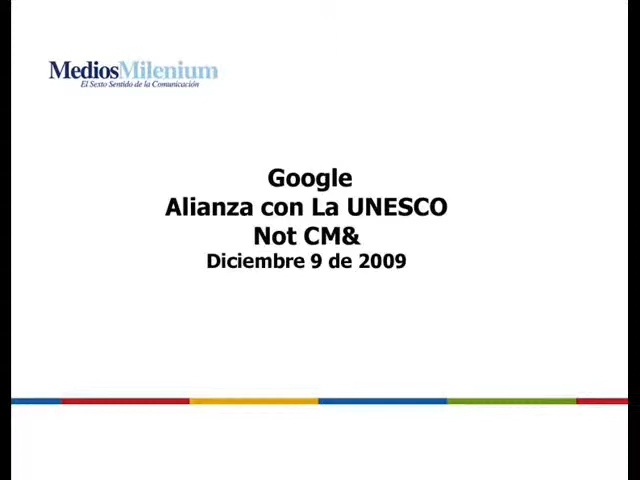 MediosMilenium
El Sexto Sentido de la Comunicación
Google
Alianza con La UNESCO
Not CM&
Diciembre 9 de 2009